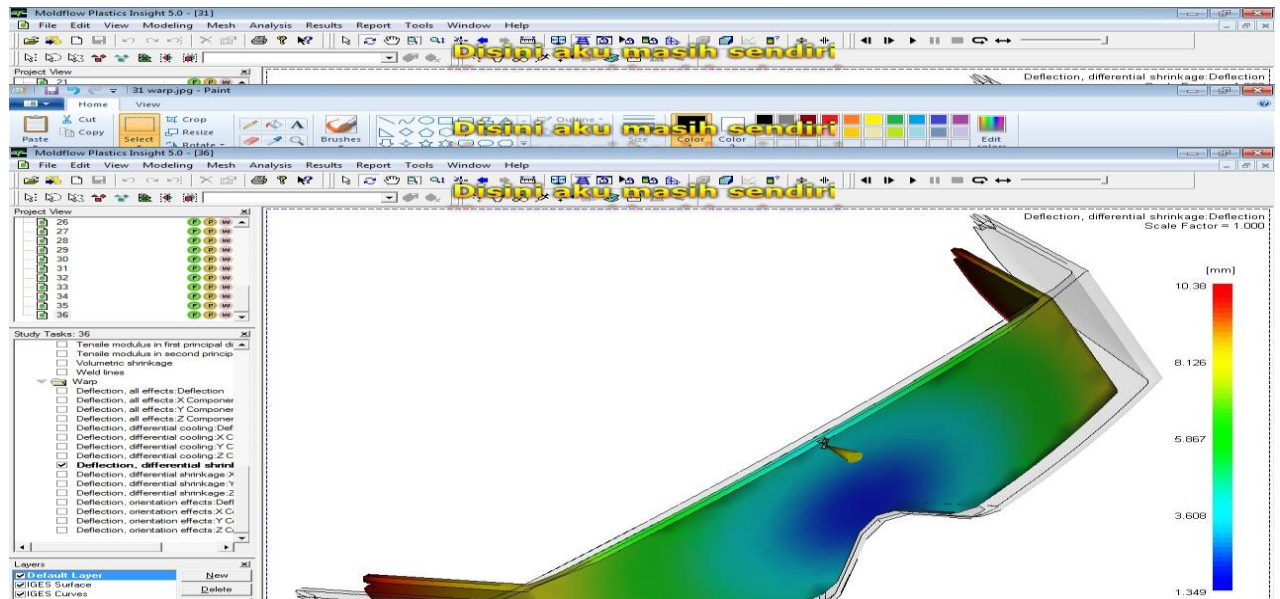 Moldflow Plastics Insight 5.0 - [31]
File Edit View Modeling Mesh Analysis Results Report Tools Window Help
Disini aku masih sendiri
Project View
21
Deflection, differential shrinkage:Deflection
31 warp.jpg - Paint
Home View
Cut
Copy
Paste
Select
Crop
Resize
Rotate
Brushes
Outline
Size
Color
Color
Edit
Disini aku masih sendiri
Moldflow Plastics Insight 5.0 - [36]
File Edit View Modeling Mesh Analysis Results Report Tools Window Help
Disini aku masih sendiri
Project View
26
27
28
29
30
31
32
33
34
35
36
Study Tasks: 36
Tensile modulus in first principal di
Tensile modulus in second princip
Volumetric shrinkage
Weld lines
Warp
Deflection, all effects:Deflection
Deflection, all effects:X Componer
Deflection, all effects:Y Componer
Deflection, all effects:Z Componer
Deflection, differential cooling:Def
Deflection, differential cooling:X C
Deflection, differential cooling:Y C
Deflection, differential cooling:Z C
Deflection, differential shrinl
Deflection, differential shrinkage:X
Deflection, differential shrinkage:Y
Deflection, differential shrinkage:Z
Deflection, orientation effects:Defl
Deflection, orientation effects:X C
Deflection, orientation effects:Y C
Deflection, orientation effects:Z C
Layers
Default Layer
IGES Surface
IGES Curves
New
Delete
Deflection, differential shrinkage:Deflection
Scale Factor = 1.000
[mm]
10.38
8.126
5.867
3.608
1.349